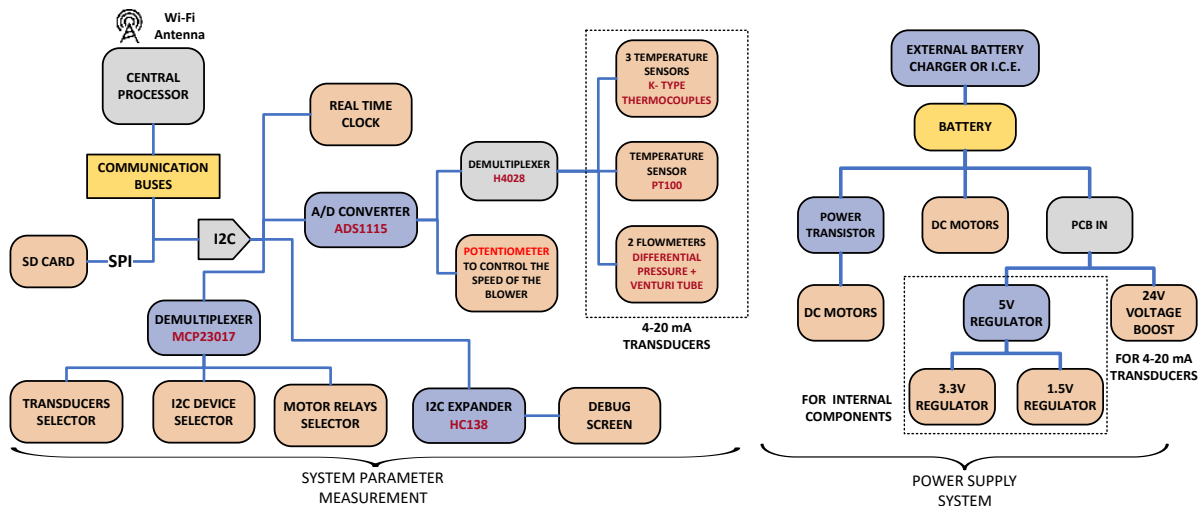 Wi-Fi
Antenna
CENTRAL
PROCESSOR
COMMUNICATION
BUSES
SD CARD
SPI
I2C
REAL TIME
CLOCK
A/D CONVERTER
ADS1115
DEMULTIPLEXER
H4028
POTENTIOMETER
TO CONTROL THE
SPEED OF THE
BLOWER
3 TEMPERATURE
SENSORS
K- TYPE
THERMOCOUPLES
TEMPERATURE
SENSOR
PT100
2 FLOWMETERS
DIFFERENTIAL
PRESSURE +
VENTURI TUBE
4-20 mA
TRANSDUCERS
DEMULTIPLEXER
MCP23017
TRANSDUCERS
SELECTOR
I2C DEVICE
SELECTOR
MOTOR RELAYS
SELECTOR
I2C EXPANDER
HC138
DEBUG
SCREEN
SYSTEM PARAMETER
MEASUREMENT
EXTERNAL BATTERY
CHARGER OR I.C.E.
BATTERY
POWER
TRANSISTOR
DC MOTORS
PCB IN
DC MOTORS
5V
REGULATOR
24V
VOLTAGE
BOOST
FOR 4-20 mA
TRANSDUCERS
3.3V
REGULATOR
1.5V
REGULATOR
FOR INTERNAL
COMPONENTS
POWER SUPPLY
SYSTEM